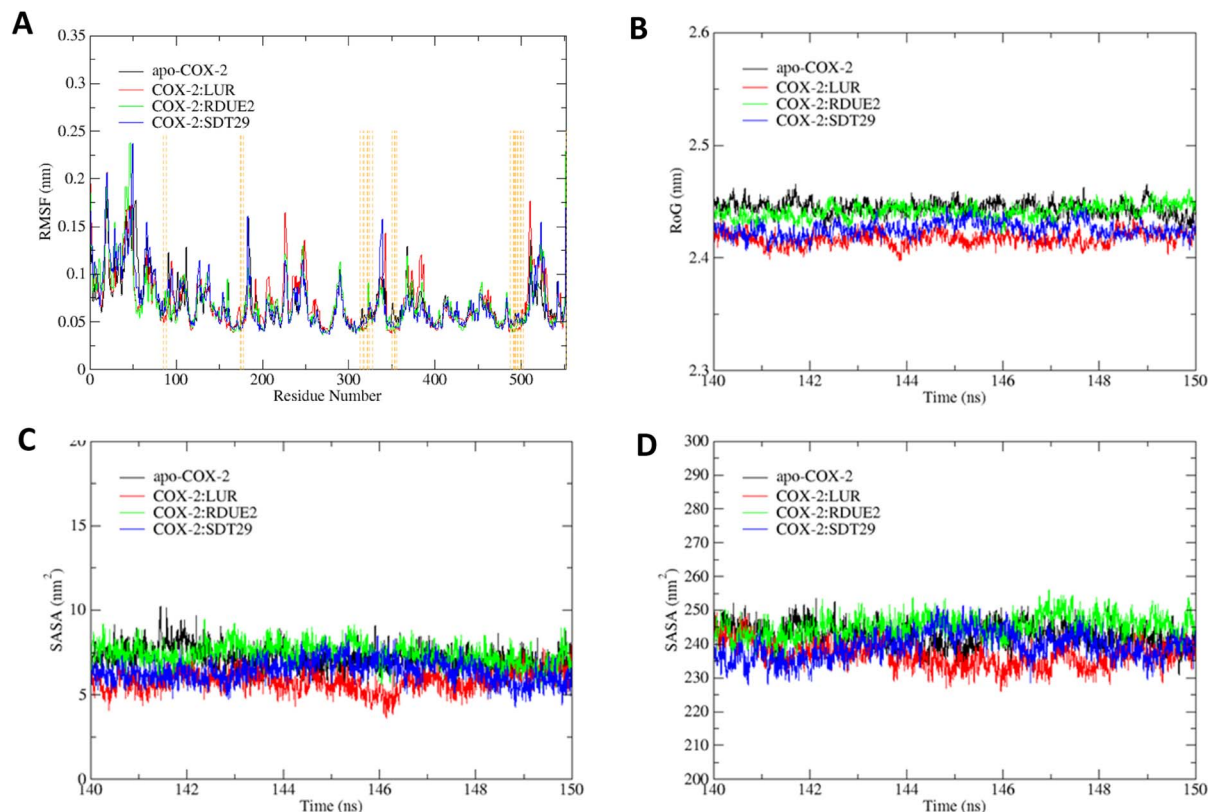 A
0.35
0.3
0.25
0.2
0.15
0.1
0.05
0
RMSF (nm)
apo-COX-2
COX-2:LUR
COX-2:RDUE2
COX-2:SDT29
0 100 200 300 400 500
Residue Number
B
2.6
2.5
2.4
2.3
RoG (nm)
apo-COX-2
COX-2:LUR
COX-2:RDUE2
COX-2:SDT29
140 142 144 146 148 150
Time (ns)
C
20
15
10
5
0
SASA (nm²)
apo-COX-2
COX-2:LUR
COX-2:RDUE2
COX-2:SDT29
140 142 144 146 148 150
Time (ns)
D
300
290
280
270
260
250
240
230
220
210
200
SASA (nm²)
apo-COX-2
COX-2:LUR
COX-2:RDUE2
COX-2:SDT29
140 142 144 146 148 150
Time (ns)